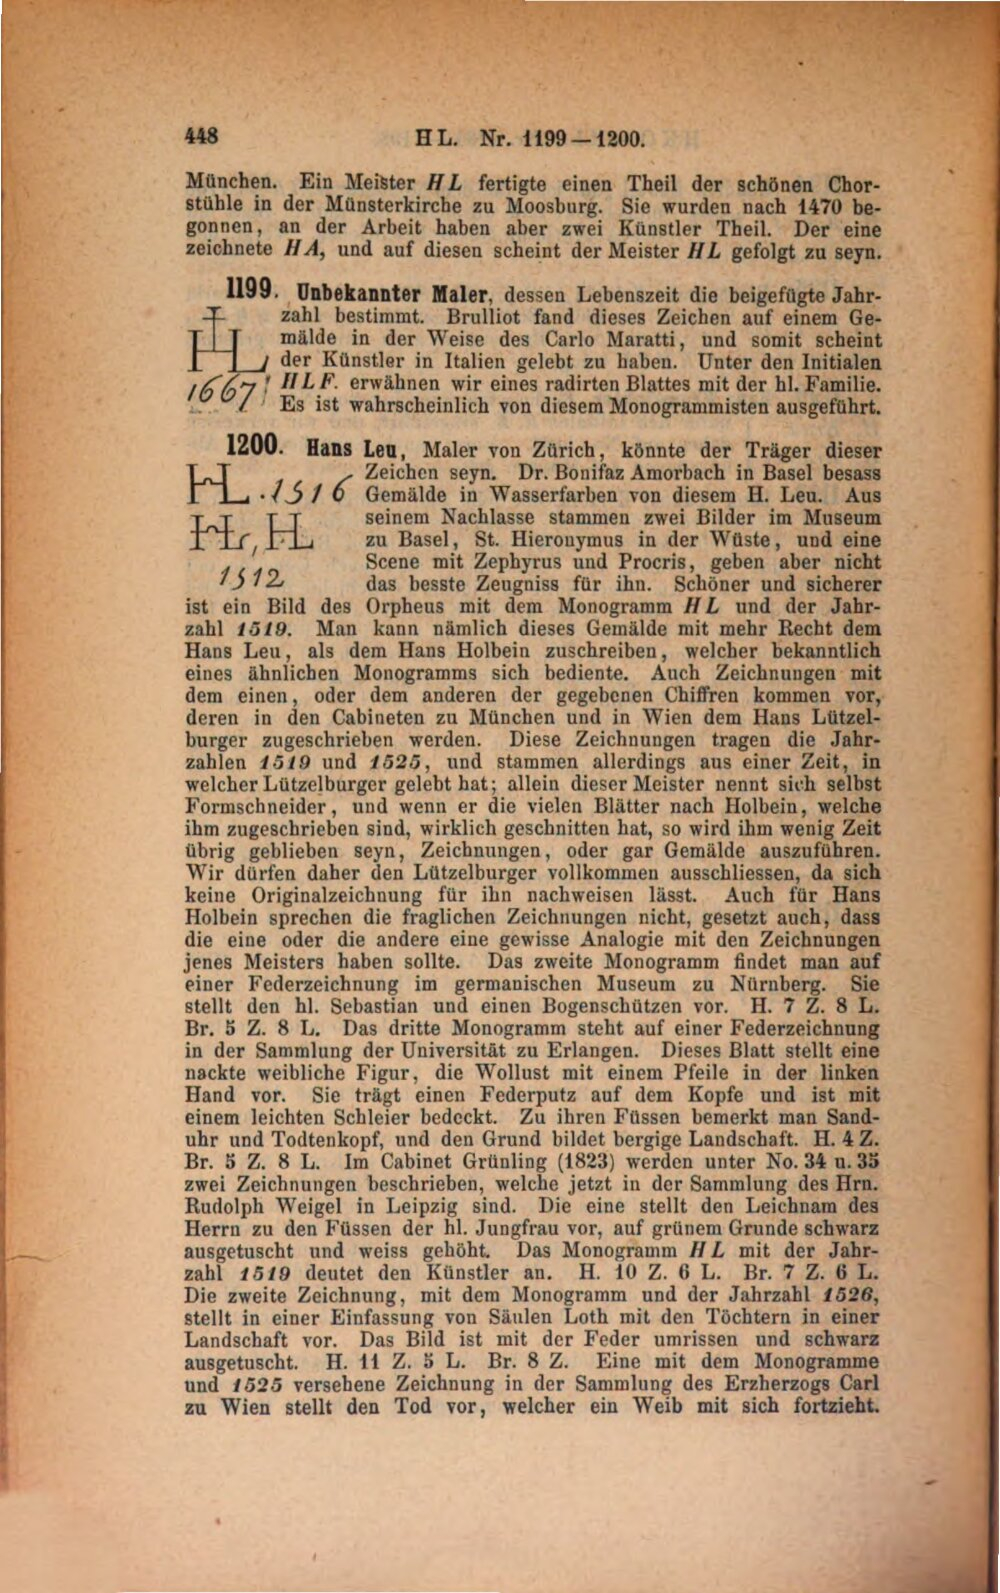 448 HL. Nr. 1199—1200.
München. Ein Meister HL fertigte einen Theil der schönen Chor-
stühle in der Münsterkirche zu Moosburg. Sie wurden nach 1470 be-
gonnen, an der Arbeit haben aber zwei Künstler Theil. Der eine
zeichnete HA, und auf diesen scheint der Meister HL gefolgt zu seyn.
1199. Unbekannter Maler, dessen Lebenszeit die beigefügte Jahr-
zahl bestimmt. Brulliot fand dieses Zeichen auf einem Ge-
mälde in der Weise des Carlo Maratti, und somit scheint
der Künstler in Italien gelebt zu haben. Unter den Initialen
HLF. erwähnen wir eines radirten Blattes mit der hl. Familie.
Es ist wahrscheinlich von diesem Monogrammisten ausgeführt.
HL
1667
1200. Hans Leu, Maler von Zürich, könnte der Träger dieser
Zeichen seyn. Dr. Bonifaz Amorbach in Basel besass
Gemälde in Wasserfarben von diesem H. Leu. Aus
seinem Nachlasse stammen zwei Bilder im Museum
zu Basel, St. Hieronymus in der Wüste, und eine
Scene mit Zephyrus und Procris, geben aber nicht
das besste Zeugniss für ihn. Schöner und sicherer
HL.1516
HL, HL
1512
ist ein Bild des Orpheus mit dem Monogramm HL und der Jahr-
zahl 1519. Man kann nämlich dieses Gemälde mit mehr Recht dem
Hans Leu, als dem Hans Holbein zuschreiben, welcher bekanntlich
eines ähnlichen Monogramms sich bediente. Auch Zeichnungen mit
dem einen, oder dem anderen der gegebenen Chiffren kommen vor,
deren in den Cabineten zu München und in Wien dem Hans Lützel-
burger zugeschrieben werden. Diese Zeichnungen tragen die Jahr-
zahlen 1519 und 1525, und stammen allerdings aus einer Zeit, in
welcher Lützelburger gelebt hat; allein dieser Meister nennt sich selbst
Formschneider, und wenn er die vielen Blätter nach Holbein, welche
ihm zugeschrieben sind, wirklich geschnitten hat, so wird ihm wenig Zeit
übrig geblieben seyn, Zeichnungen, oder gar Gemälde auszuführen.
Wir dürfen daher den Lützelburger vollkommen ausschliessen, da sich
keine Originalzeichnung für ihn nachweisen lässt. Auch für Hans
Holbein sprechen die fraglichen Zeichnungen nicht, gesetzt auch, dass
die eine oder die andere eine gewisse Analogie mit den Zeichnungen
jenes Meisters haben sollte. Das zweite Monogramm findet man auf
einer Federzeichnung im germanischen Museum zu Nürnberg. Sie
stellt den hl. Sebastian und einen Bogenschützen vor. H. 7 Z. 8 L.
Br. 5 Z. 8 L. Das dritte Monogramm steht auf einer Federzeichnung
in der Sammlung der Universität zu Erlangen. Dieses Blatt stellt eine
nackte weibliche Figur, die Wollust mit einem Pfeile in der linken
Hand vor. Sie trägt einen Federputz auf dem Kopfe und ist mit
einem leichten Schleier bedeckt. Zu ihren Füssen bemerkt man Sand-
uhr und Todtenkopf, und den Grund bildet bergige Landschaft. H. 4 Z.
Br. 5 Z. 8 L. Im Cabinet Grünling (1823) werden unter No. 34 u. 35
zwei Zeichnungen beschrieben, welche jetzt in der Sammlung des Hrn.
Rudolph Weigel in Leipzig sind. Die eine stellt den Leichnam des
Herrn zu den Füssen der hl. Jungfrau vor, auf grünem Grunde schwarz
ausgetuscht und weiss gehöht. Das Monogramm HL mit der Jahr-
zahl 1519 deutet den Künstler an. H. 10 Z. 6 L. Br. 7 Z. 6 L.
Die zweite Zeichnung, mit dem Monogramm und der Jahrzahl 1526,
stellt in einer Einfassung von Säulen Loth mit den Töchtern in einer
Landschaft vor. Das Bild ist mit der Feder umrissen und schwarz
ausgetuscht. H. 11 Z. 5 L. Br. 8 Z. Eine mit dem Monogramme
und 1525 versehene Zeichnung in der Sammlung des Erzherzogs Carl
zu Wien stellt den Tod vor, welcher ein Weib mit sich fortzieht.